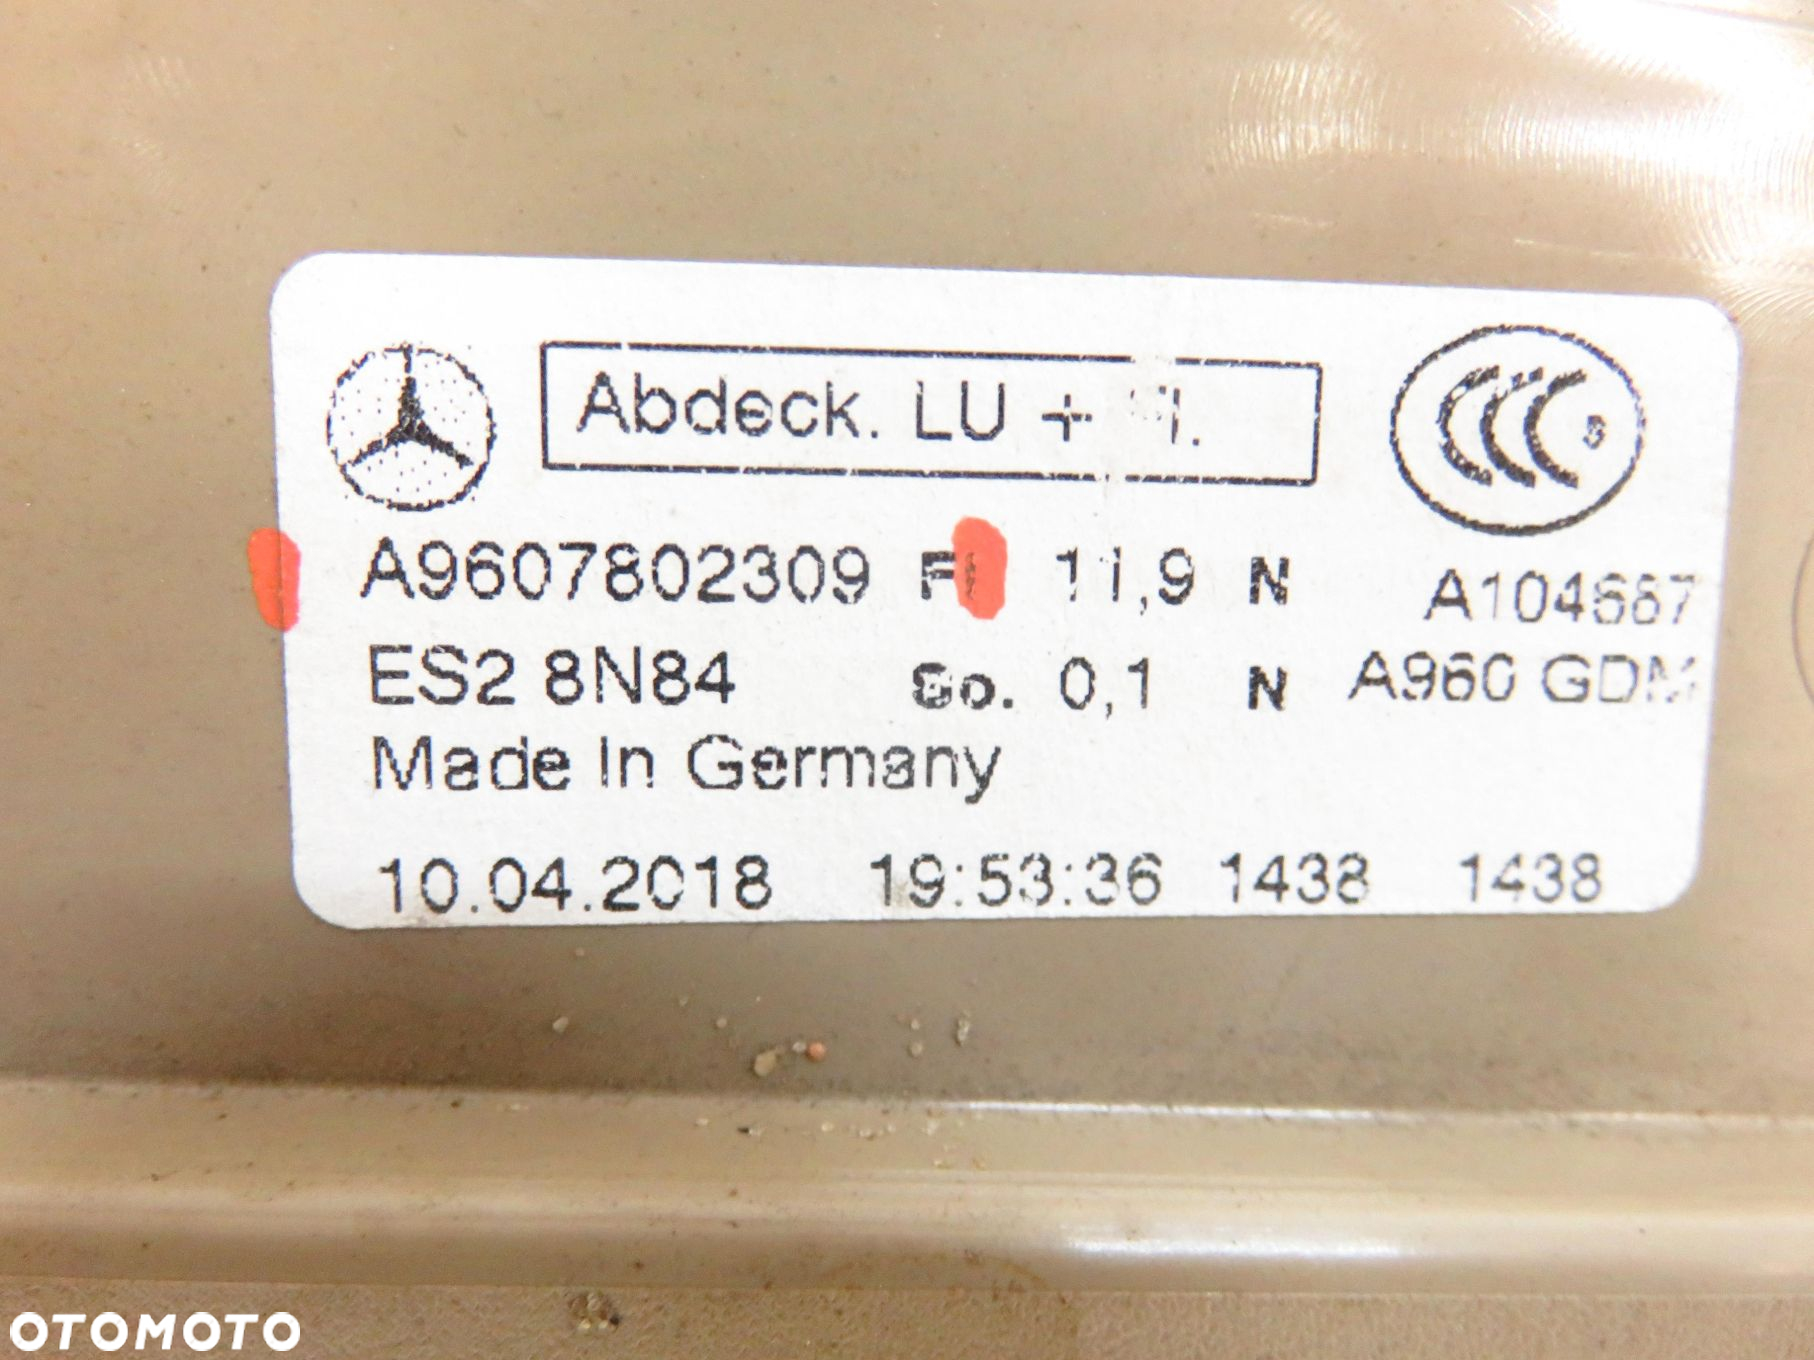 Abdeck. LU +
A9607802309 11,9 N A104687
ES2 8N84 So. 0,1 N A960 GDM
Made In Germany
10.04.2018 19:53:36 1438 1438
CCC S
OTOMOTO